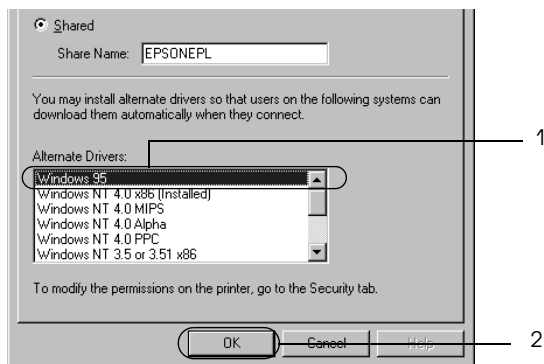 Shared
Share Name: EPSONEPL
You may install alternate drivers so that users on the following systems can
download them automatically when they connect.
1
Alternate Drivers:
Windows 95
Windows NT 4.0 x86 (Installed)
Windows NT 4.0 MIPS
Windows NT 4.0 Alpha
Windows NT 4.0 PPC
Windows NT 3.5 or 3.51 x86
To modify the permissions on the printer, go to the Security tab.
OK Cancel Help 2